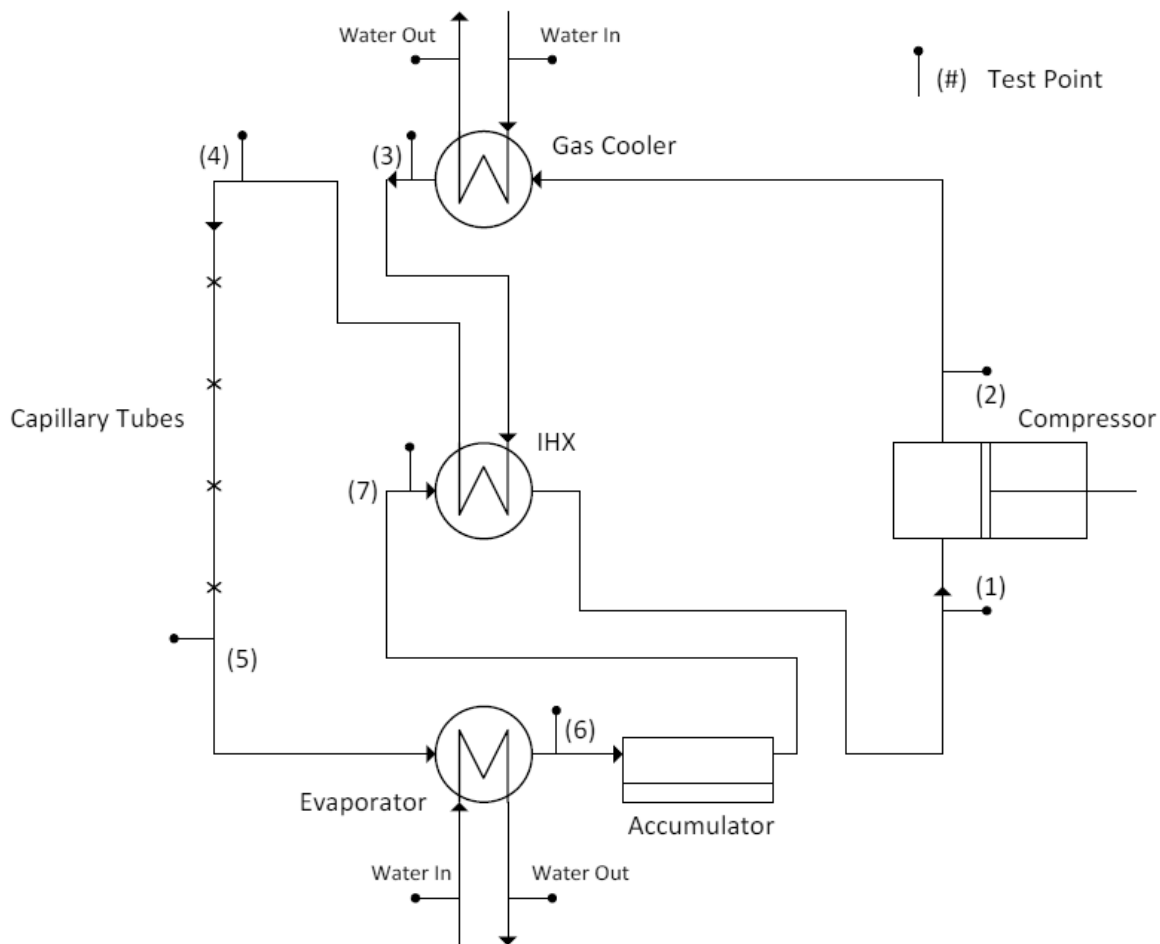 Water Out
Water In
(#) Test Point
Gas Cooler
(3)
(4)
(2)
Capillary Tubes
Compressor
IHX
(7)
(1)
(5)
(6)
Evaporator
Accumulator
Water In
Water Out